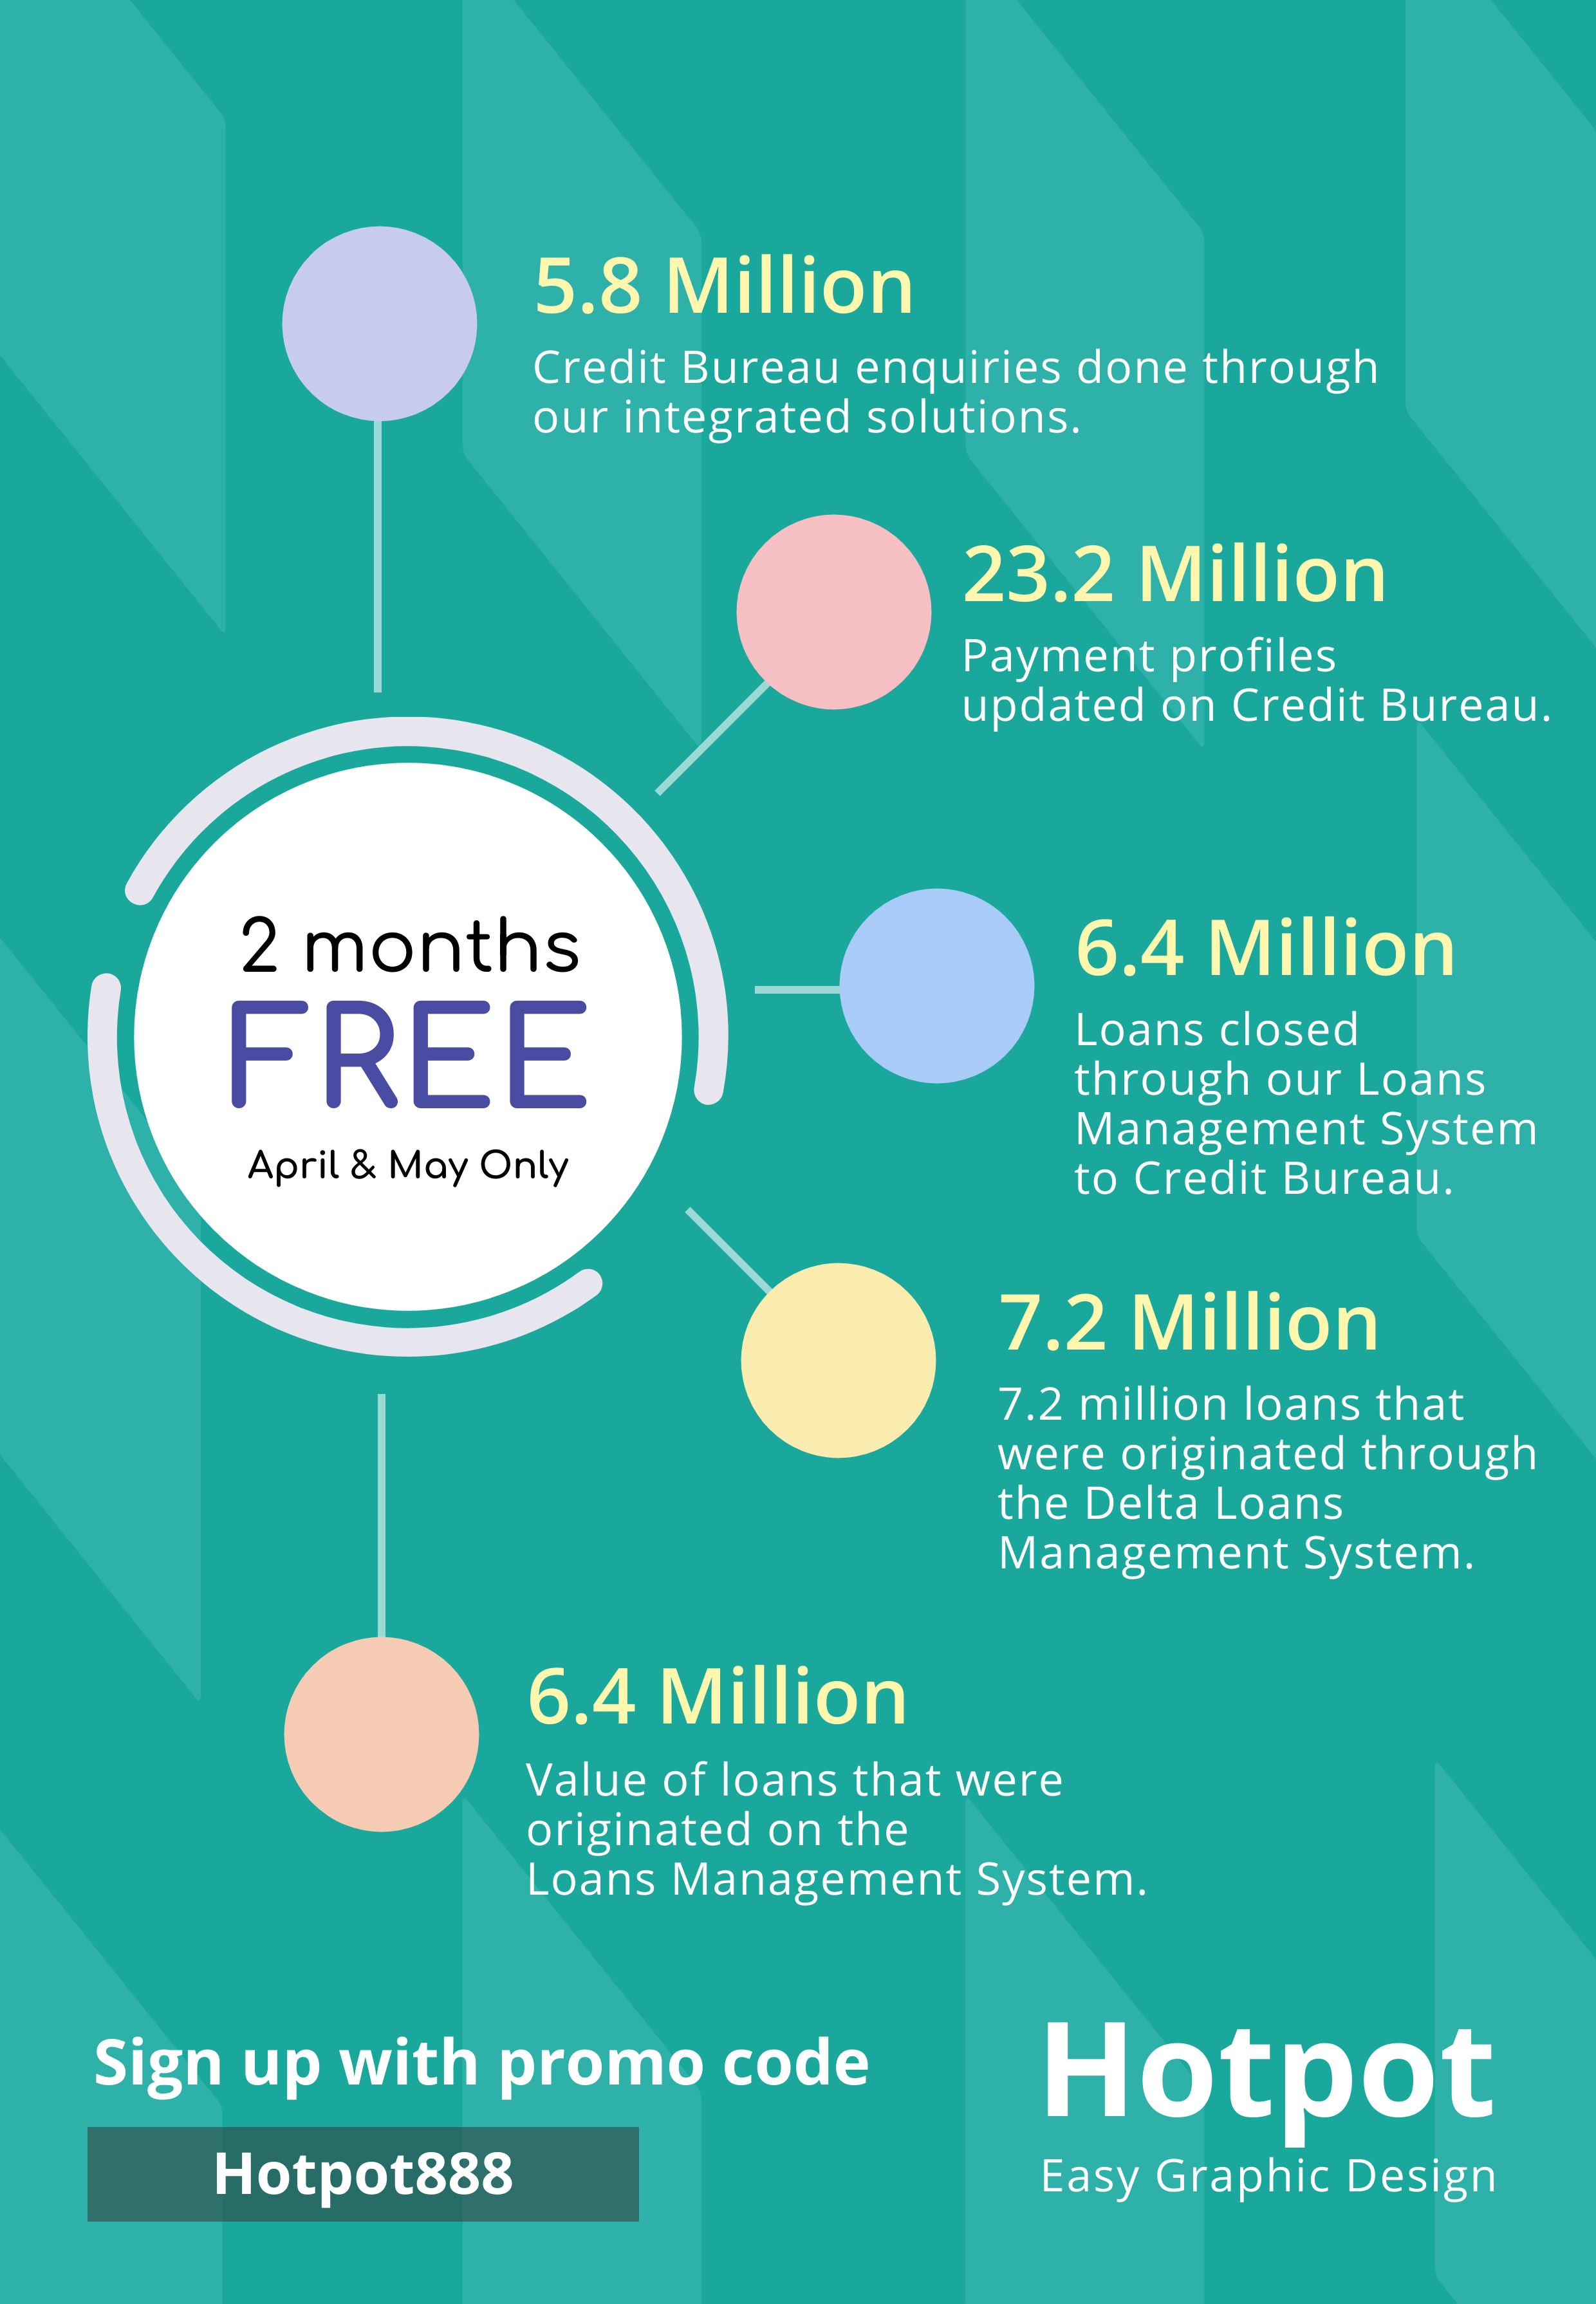 5.8 Million
Credit Bureau enquiries done through
our integrated solutions.
23.2 Million
Payment profiles
updated on Credit Bureau.
2 months
FREE
April & May Only
6.4 Million
Loans closed
through our Loans
Management System
to Credit Bureau.
7.2 Million
7.2 million loans that
were originated through
the Delta Loans
Management System.
6.4 Million
Value of loans that were
originated on the
Loans Management System.
Sign up with promo code
Hotpot888
Hotpot
Easy Graphic Design